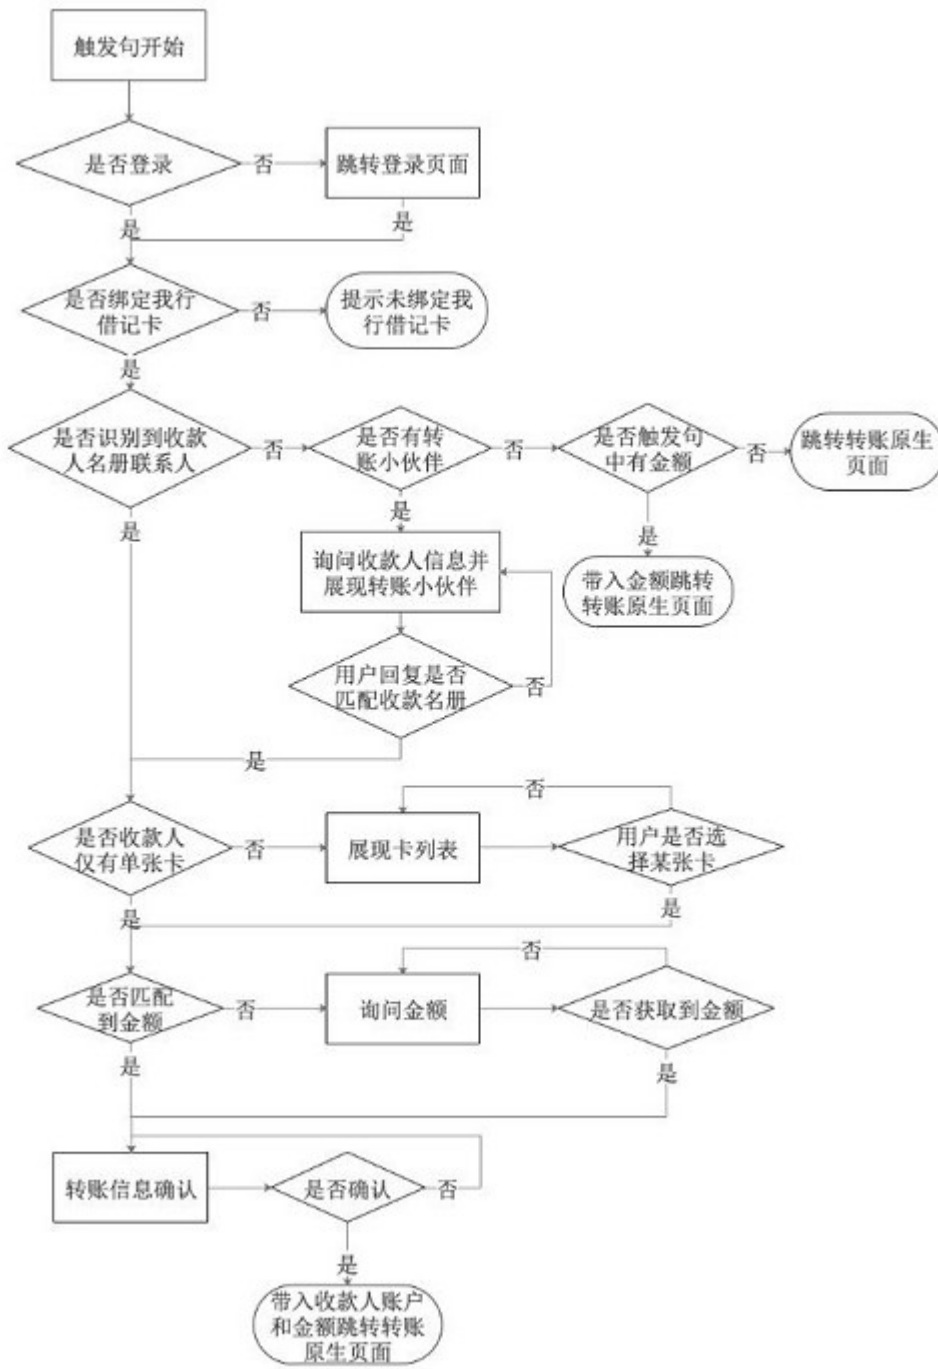 触发句开始
是否登录
否
跳转登录页面
是
是
是否绑定我行
借记卡
否
提示未绑定我
行借记卡
是
是否识别到收款
人名册联系人
否
是否有转
账小伙伴
否
是否触发句
中有金额
否
跳转转账原生
页面
是
是
是
询问收款人信息并
展现转账小伙伴
带入金额跳转
转账原生页面
用户回复是否
匹配收款名册
否
是
是否收款人
仅有单张卡
否
展现卡列表
否
用户是否选
择某张卡
是
是
是否匹配
到金额
否
询问金额
否
是否获取到金额
是
是
转账信息确认
是否确认
否
是
带入收款人账户
和金额跳转转账
原生页面